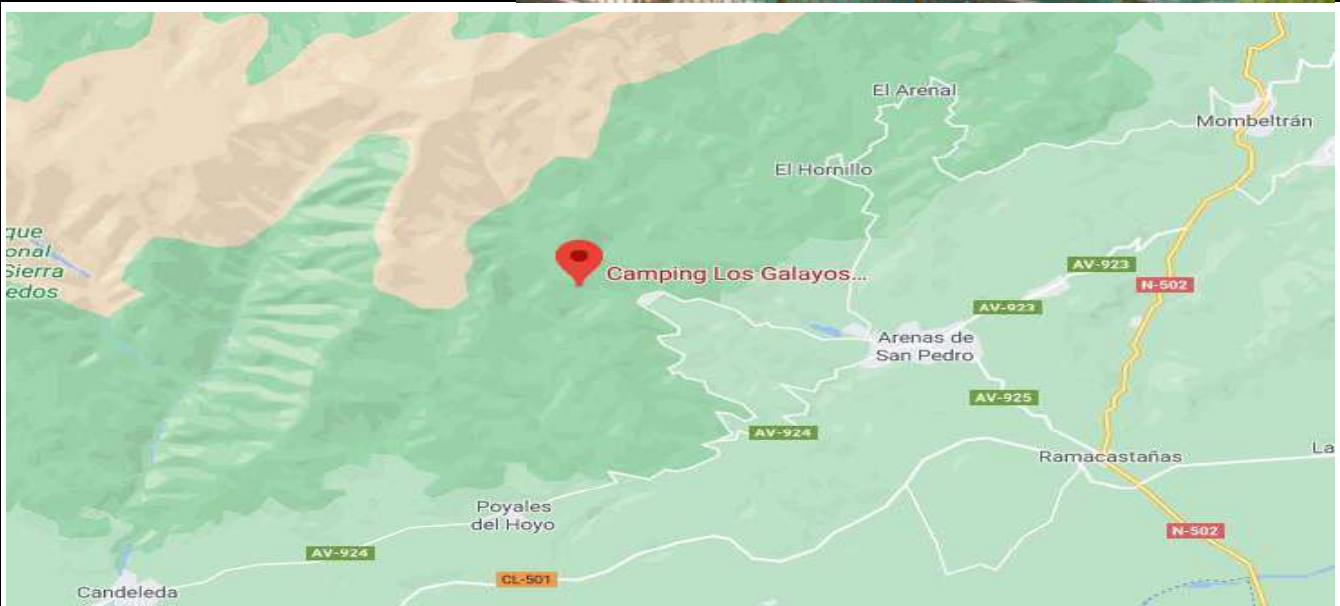 El Arenal
Mombeltrán
El Hornillo
que
onal
Sierra
edos
Camping Los Galayos...
AV-923
N-502
AV-923
Arenas de
San Pedro
AV-925
AV-924
Ramacastañas
La
Poyales
del Hoyo
N-502
AV-924
CL-501
Candeleda